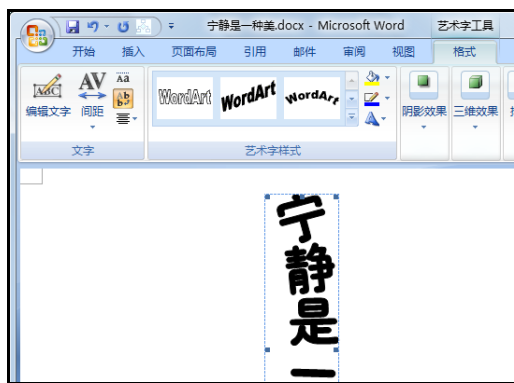 宁静是一种美.docx - Microsoft Word 艺术字工具
开始 插入 页面布局 引用 邮件 审阅 视图 格式
编辑文字 间距 Aa
WordArt WordArt WordArt
阴影效果 三维效果
文字 艺术字样式
宁
静
是
一